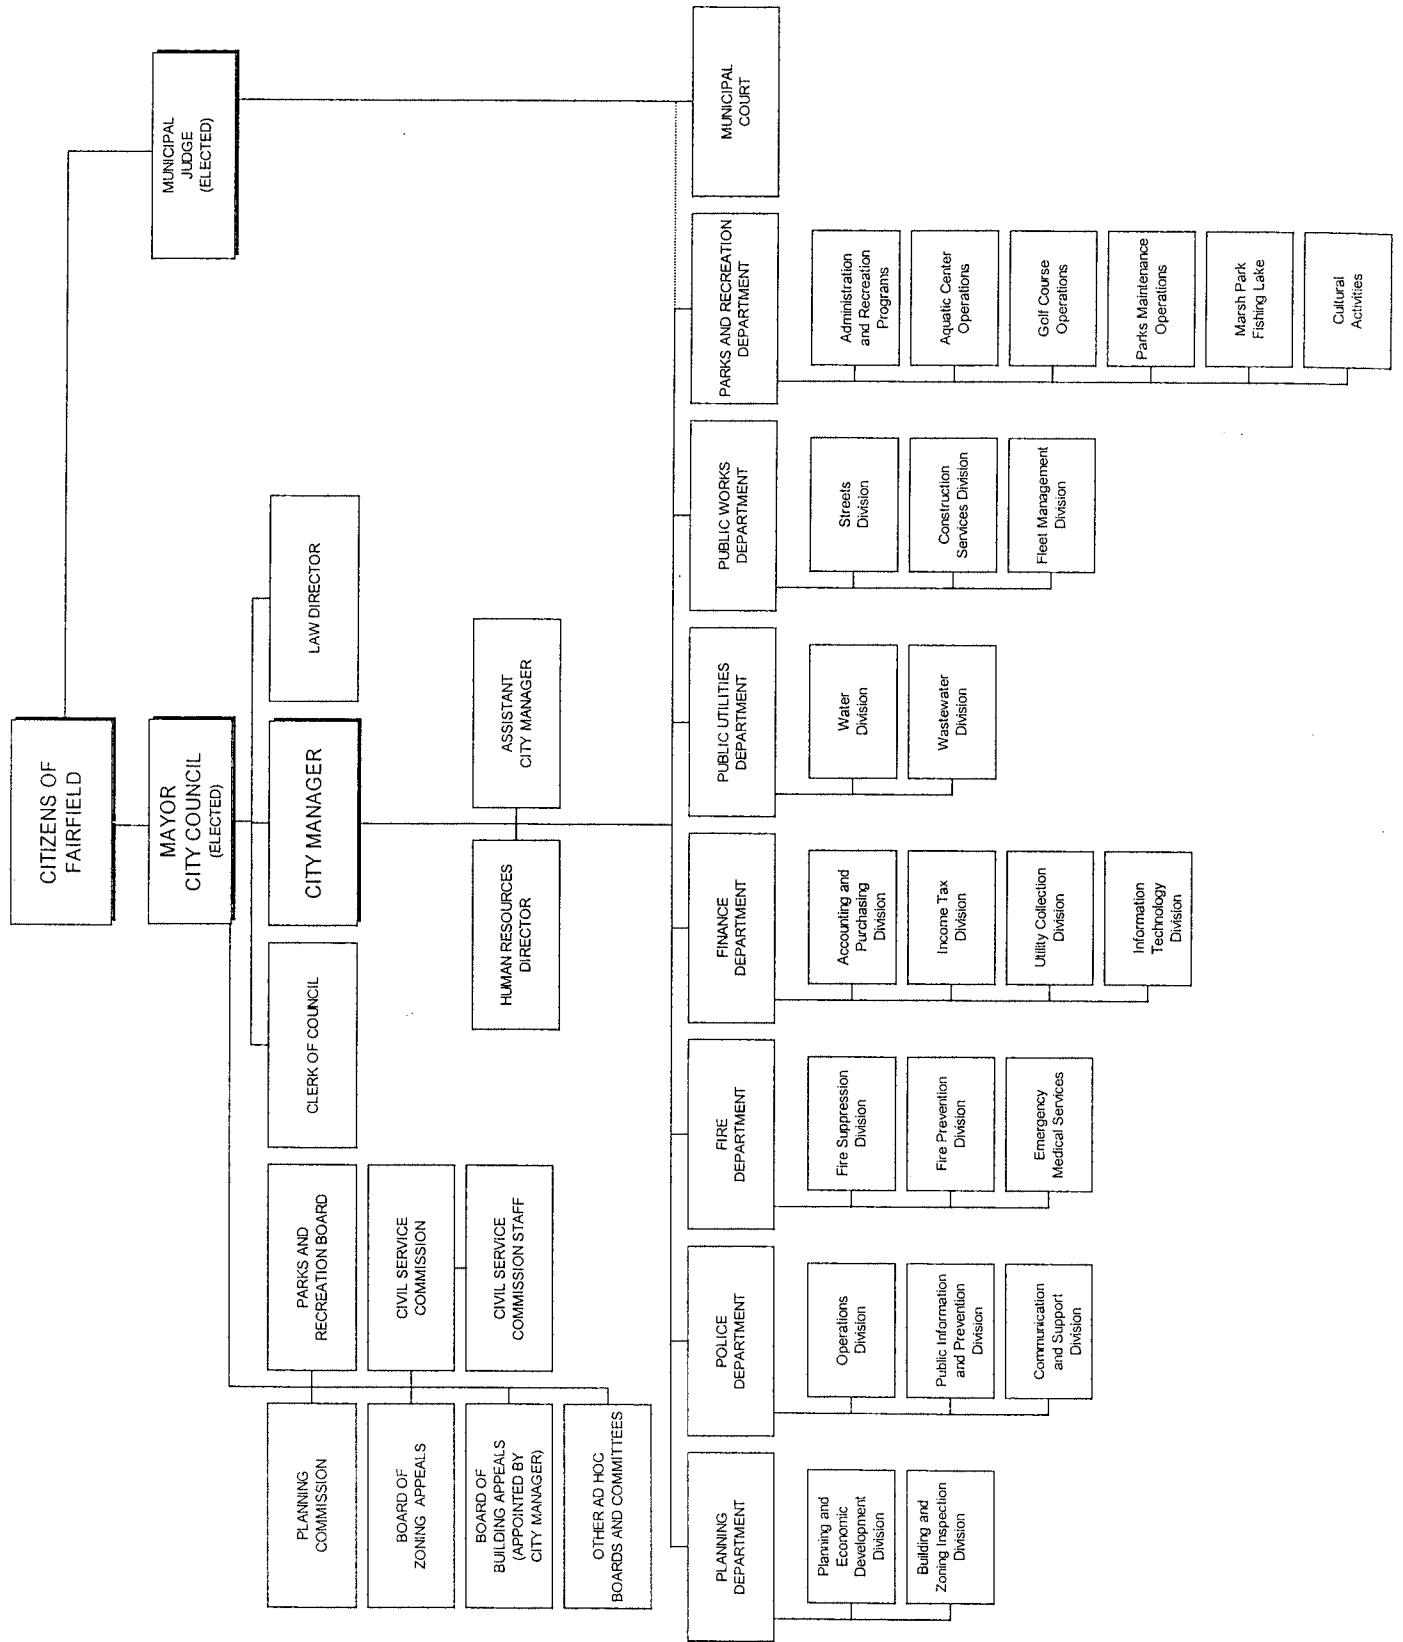 CITIZENS OF
FAIRFIELD
MAYOR
CITY COUNCIL
(ELECTED)
MUNICIPAL
JUDGE
(ELECTED)
CLERK OF COUNCIL
CITY MANAGER
LAW DIRECTOR
PLANNING
COMMISSION
PARKS AND
RECREATION BOARD
BOARD OF
ZONING APPEALS
CIVIL SERVICE
COMMISSION
BOARD OF
BUILDING APPEALS
(APPOINTED BY
CITY MANAGER)
CIVIL SERVICE
COMMISSION STAFF
OTHER AD HOC
BOARDS AND COMMITTEES
HUMAN RESOURCES
DIRECTOR
ASSISTANT
CITY MANAGER
PLANNING
DEPARTMENT
Planning and
Economic
Development
Division
Building and
Zoning Inspection
Division
POLICE
DEPARTMENT
Operations
Division
Public Information
and Prevention
Division
Communication
and Support
Division
FIRE
DEPARTMENT
Fire Suppression
Division
Fire Prevention
Division
Emergency
Medical Services
FINANCE
DEPARTMENT
Accounting and
Purchasing
Division
Income Tax
Division
Utility Collection
Division
Information
Technology
Division
PUBLIC UTILITIES
DEPARTMENT
Water
Division
Wastewater
Division
PUBLIC WORKS
DEPARTMENT
Streets
Division
Construction
Services Division
Fleet Management
Division
PARKS AND RECREATION
DEPARTMENT
Administration
and Recreation
Programs
Aquatic Center
Operations
Golf Course
Operations
Parks Maintenance
Operations
Marsh Park
Fishing Lake
Cultural
Activities
MUNICIPAL
COURT